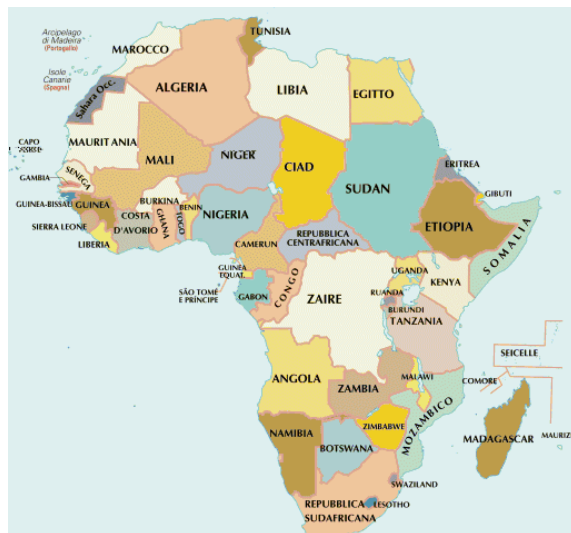 Arcipelago
di Madeira
(Portogallo)
TUNISIA
MAROCCO
Isole
Canarie
(Spagna)
ALGERIA
LIBIA
EGITTO
Sahara Occ.
MAURITANIA
CAPO
MALI
NIGER
CIAD
SUDAN
ERITREA
SENEGA
GAMBIA
GIBUTI
GUINEA-BISSAU
GUINEA
BURKINA
BENIN
SIERRA LEONE
COSTA
D'AVORIO
GHANA
TOGO
NIGERIA
ETIOPIA
SOMALIA
LIBERIA
CAMERUN
REPUBBLICA
CENTRAFRICANA
GUINEA
EQUAT.
UGANDA
KENYA
SÃO TOMÉ
E PRÍNCIPE
GABON
CONGO
ZAIRE
RUANDA
BURUNDI
TANZANIA
SEICELLE
ANGOLA
ZAMBIA
MALAWI
COMORE
MOZAMBICO
NAMIBIA
ZIMBABWE
BOTSWANA
MADAGASCAR
MAURIZ
SWAZILAND
REPUBBLICA
SUDAFRICANA
LESOTHO